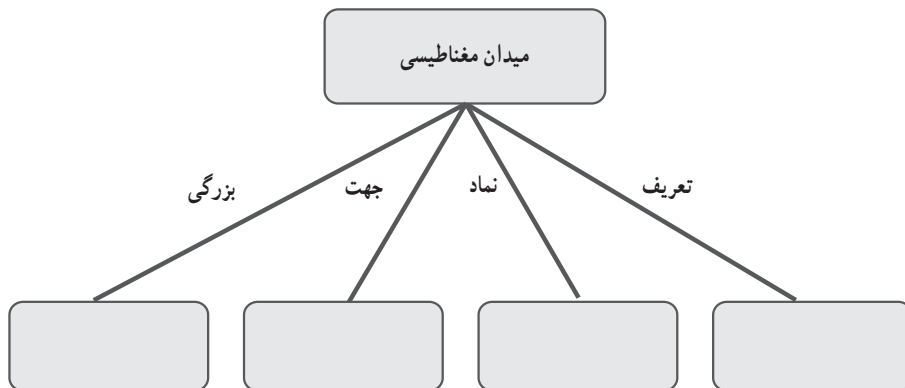 میدان مغناطیسی
تعریف
نماد
جهت
بزرگی